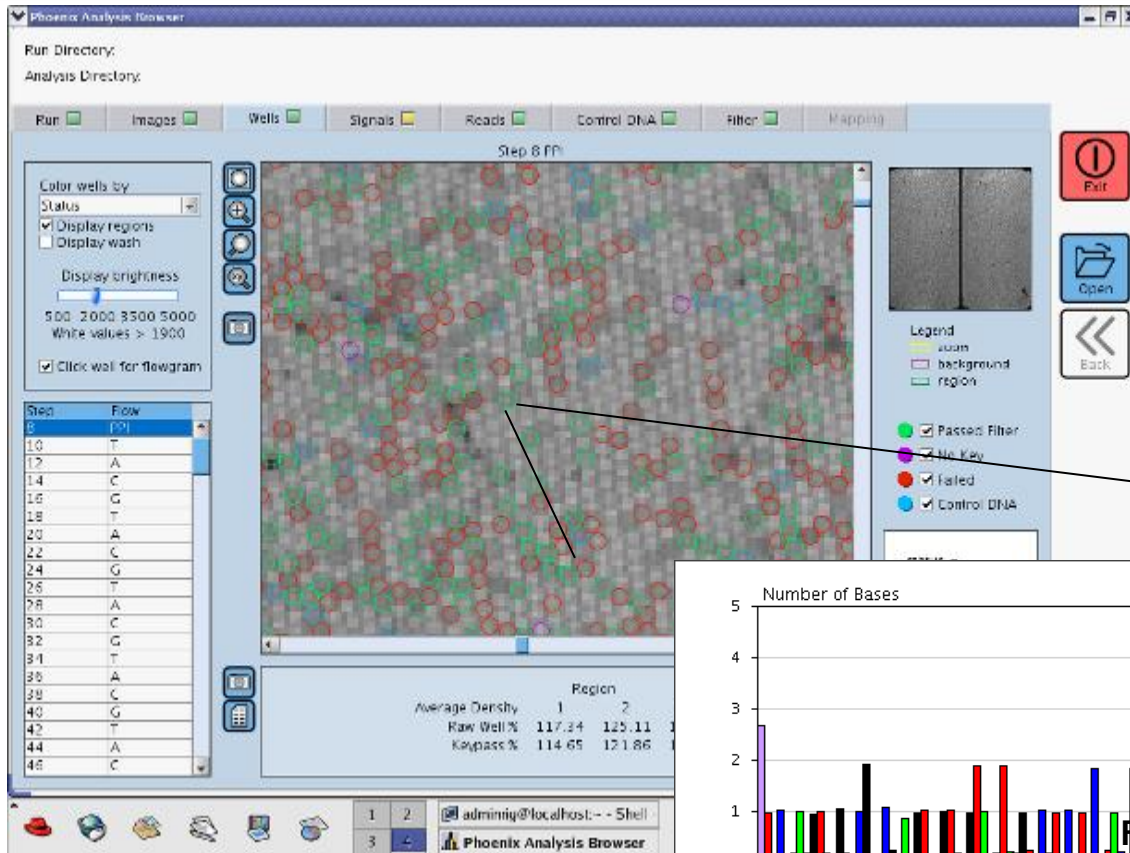 Phoenix Analysis Browser
Run Directory:
Analysis Directory:
Run Images Wells Signals Reads Control DNA Filter Mapping
Step 8 PPi
Color wells by
Status
Display regions
Display wash
Display brightness
500 2000 3500 5000
White values > 1900
Click well for flowgram
Step Flow
8 PPi
10 T
12 A
14 C
16 G
18 T
20 A
22 C
24 G
26 T
28 A
30 C
32 G
34 T
36 A
38 C
40 G
42 T
44 A
46 C
Exit
Open
Back
Legend
zoom
background
region
Passed Filter
No Key
Failed
Control DNA
Region
Average Density 1 2
Raw Well % 117.34 125.11 1
Keypass % 114.65 121.86 1
Number of Bases
5
4
3
2
1
1 2
3 4
adminrig@localhost:~ - Shell
Phoenix Analysis Browser